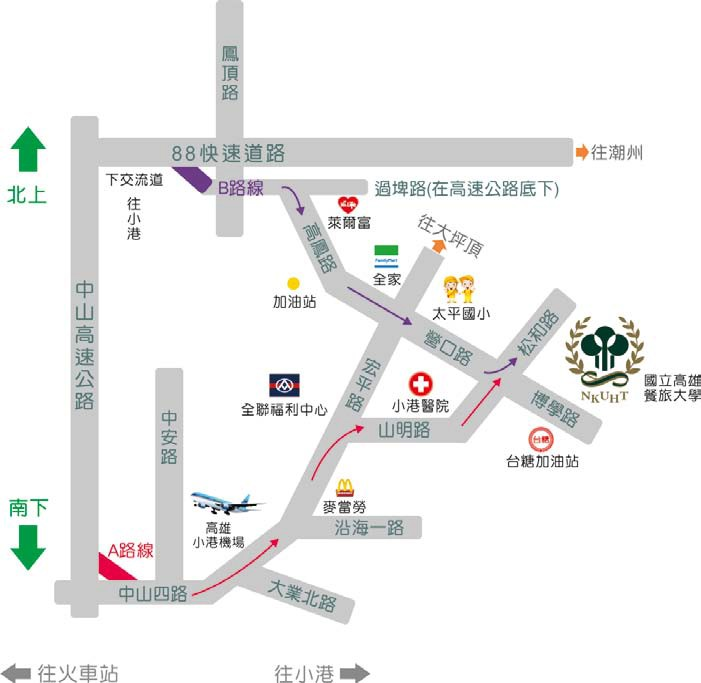 鳳頂路
88快速道路
往潮州
北上
下交流道
往小港
B路線
過埤路(在高速公路底下)
萊爾富
往大坪頂
高鳳路
FamilyMart
全家
加油站
太平國小
中山高速公路
營口路
松和路
NKUHT
國立高雄
餐旅大學
宏平路
全聯福利中心
小港醫院
博學路
中安路
山明路
台糖
台糖加油站
麥當勞
南下
高雄
小港機場
沿海一路
A路線
中山四路
大業北路
往火車站
往小港